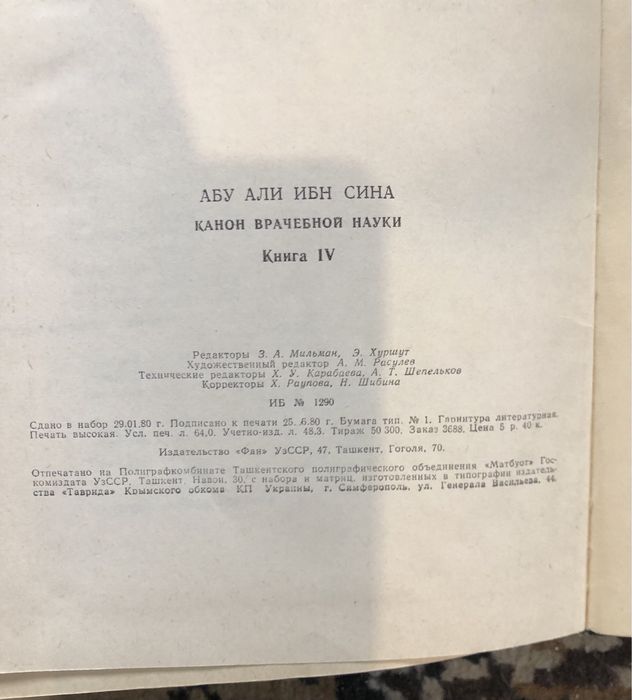 АБУ АЛИ ИБН СИНА
КАНОН ВРАЧЕБНОЙ НАУКИ
Книга IV
Редакторы З. А. Мильман, Э. Хуршут
Художественный редактор А. М. Расулев
Технические редакторы Х. У. Карабаева, А. Т. Шепельков
Корректоры Х. Раупова, Н. Шибина
ИБ № 1290
Сдано в набор 29.01.80 г. Подписано к печати 25. 6.80 г. Бумага тип. № 1. Гарнитура литературная.
Печать высокая. Усл. печ. л. 64,0. Учетно-изд. л. 48,3. Тираж 50 300. Заказ 3688. Цена 5 р. 40 к.
Издательство «Фан» УзССР, 47, Ташкент, Гоголя, 70.
Отпечатано на Полиграфкомбинате Ташкентского полиграфического объединения «Матбуот» Гос-
комиздата УзССР, Ташкент, Навои, 30, с набора и матриц, изготовленных в типографии издатель-
ства «Таврида» Крымского обкома КП Украины, г. Симферополь, ул. Генерала Васильева, 44.